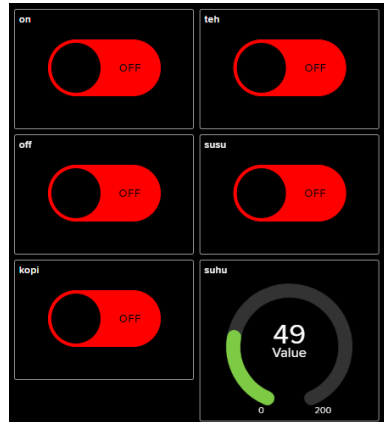 on
OFF
teh
OFF
off
OFF
susu
OFF
kopi
OFF
suhu
49
Value
0 200